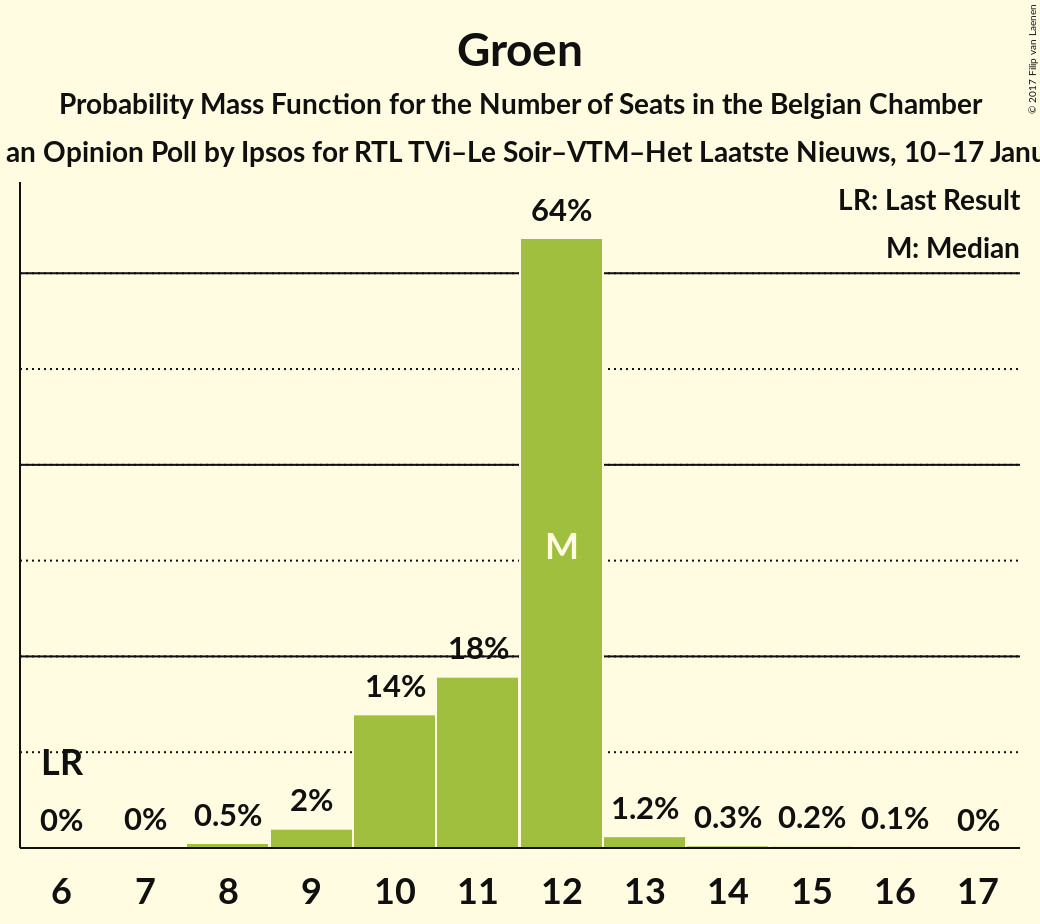 Groen
Probability Mass Function for the Number of Seats in the Belgian Chamber
an Opinion Poll by Ipsos for RTL TVi–Le Soir–VTM–Het Laatste Nieuws, 10–17 Janu
© 2017 Filip van Laenen
LR: Last Result
M: Median
64%
M
18%
14%
LR
0% 0% 0.5% 2% 1.2% 0.3% 0.2% 0.1% 0%
6 7 8 9 10 11 12 13 14 15 16 17